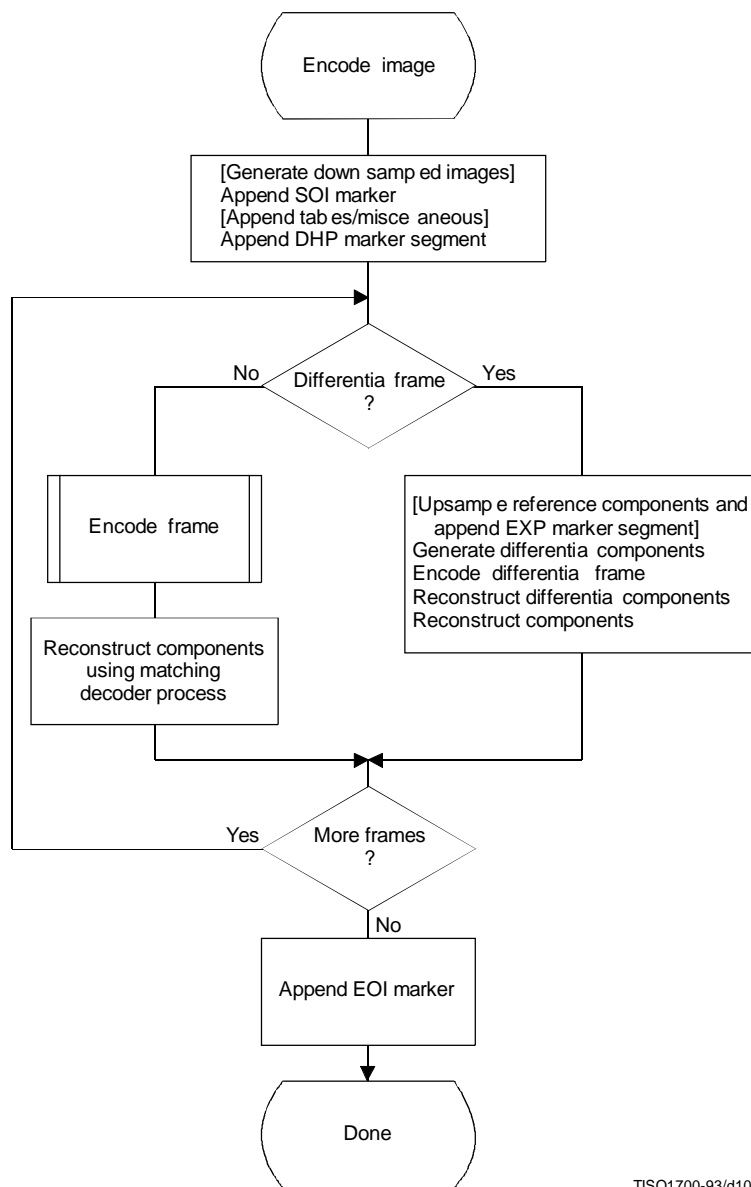 Encode image
[Generate down samp ed images]
Append SOI marker
[Append tab es/misce aneous]
Append DHP marker segment
No
Differentia frame
?
Yes
Encode frame
[Upsamp e reference components and
append EXP marker segment]
Generate differentia components
Encode differentia frame
Reconstruct differentia components
Reconstruct components
Reconstruct components
using matching
decoder process
Yes
More frames
?
No
Append EOI marker
Done
TISO1700-93/d10